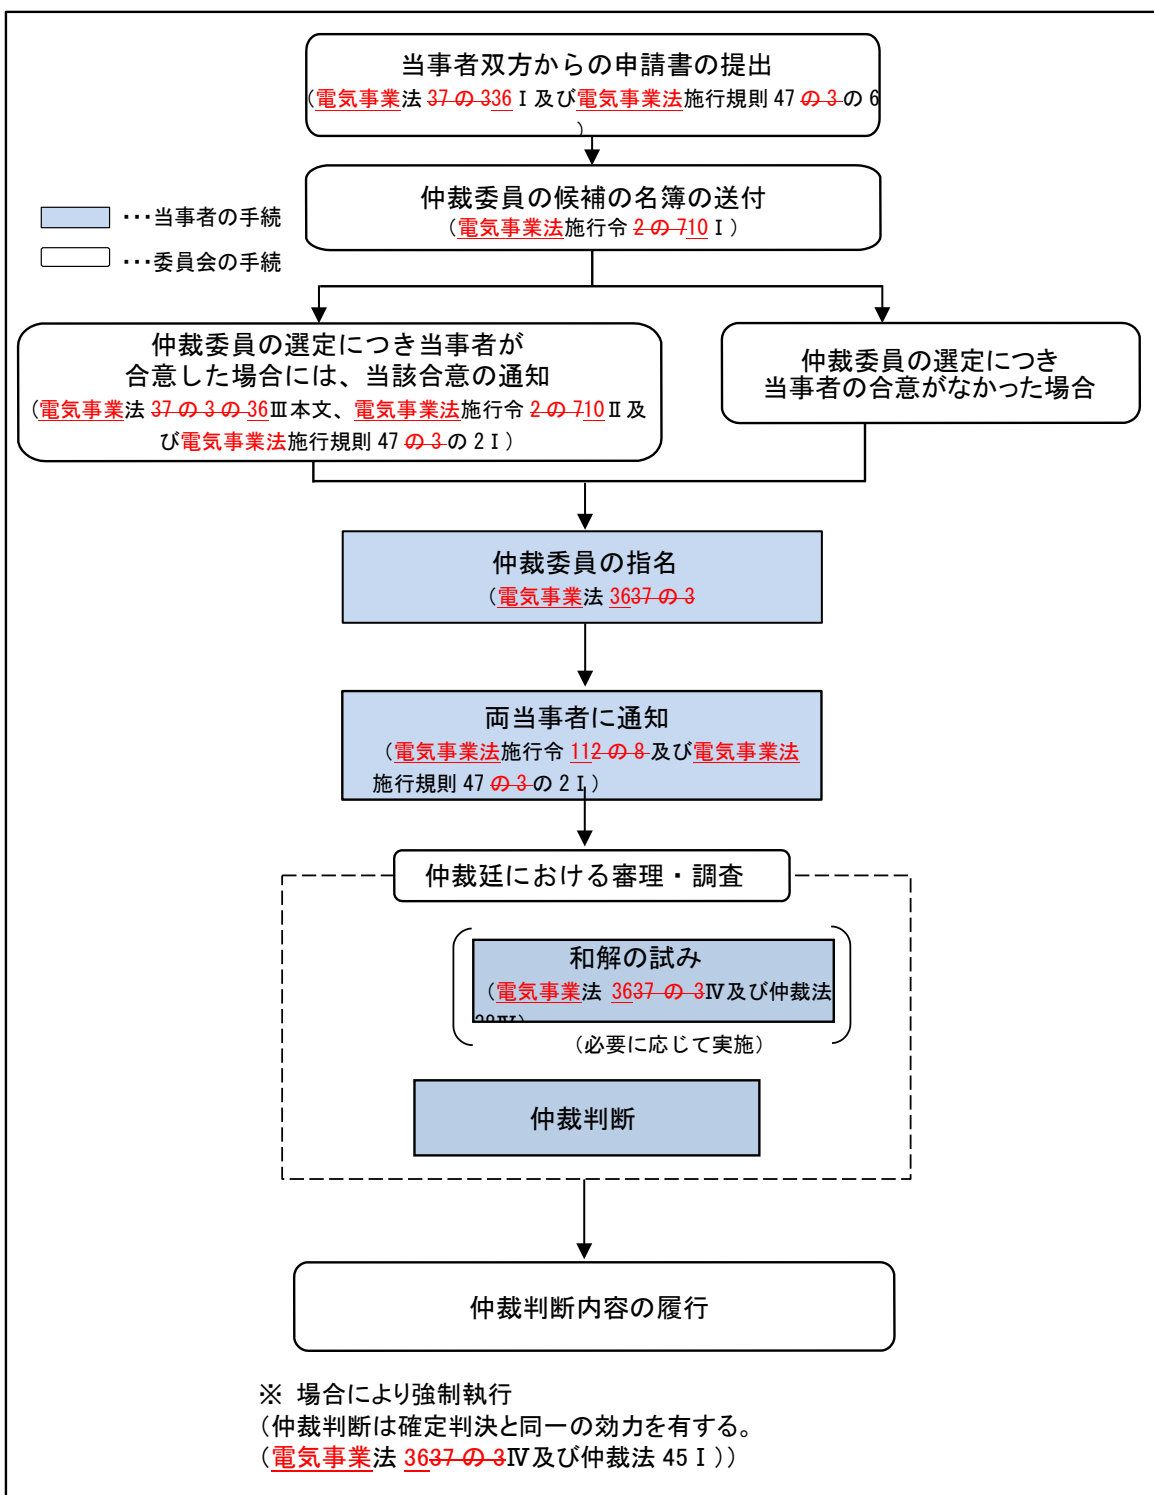 当事者双方からの申請書の提出
(電気事業法 37 の 336 Ⅰ 及び電気事業法施行規則 47 の 3 の 6
)
仲裁委員の候補の名簿の送付
(電気事業法施行令 2 の 710 Ⅰ)
・・・当事者の手続
・・・委員会の手続
仲裁委員の選定につき当事者が
合意した場合には、当該合意の通知
(電気事業法 37 の 3 の 36Ⅲ本文、電気事業法施行令 2 の 710Ⅱ及
び電気事業法施行規則 47 の 3 の 2Ⅰ)
仲裁委員の選定につき
当事者の合意がなかった場合
仲裁委員の指名
(電気事業法 3637 の 3
両当事者に通知
(電気事業法施行令 112 の 8 及び電気事業法
施行規則 47 の 3 の 2Ⅰ)
仲裁廷における審理・調査
和解の試み
(電気事業法 3637 の 3Ⅳ及び仲裁法
(必要に応じて実施)
仲裁判断
仲裁判断内容の履行
※ 場合により強制執行
(仲裁判断は確定判決と同一の効力を有する。
(電気事業法 3637 の 3Ⅳ及び仲裁法 45Ⅰ))